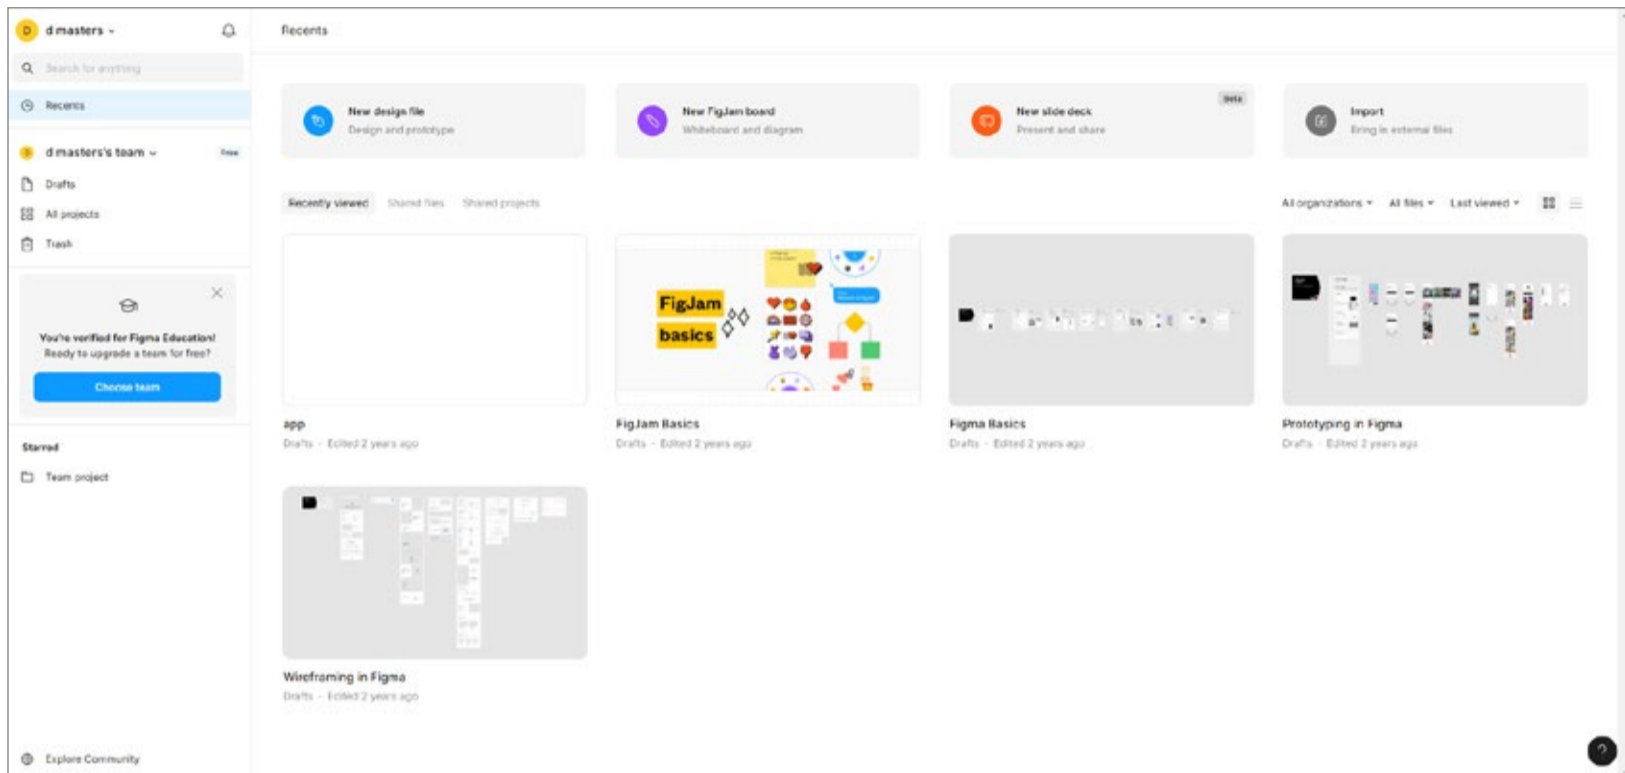 D d masters
Search for anything
Recents
d masters's team Free
Drafts
All projects
Trash
You're verified for Figma Education!
Ready to upgrade a team for free?
Choose team
Starred
Team project
Explore Community
Recents
New design file
Design and prototype
New FigJam board
Whiteboard and diagram
New slide deck
Present and share
Beta
Import
Bring in external files
Recently viewed Shared files Shared projects
All organizations All files Last viewed
FigJam
basics
app
Drafts · Edited 2 years ago
FigJam Basics
Drafts · Edited 2 years ago
Figma Basics
Drafts · Edited 2 years ago
Prototyping in Figma
Drafts · Edited 2 years ago
Wireframing in Figma
Drafts · Edited 2 years ago
?